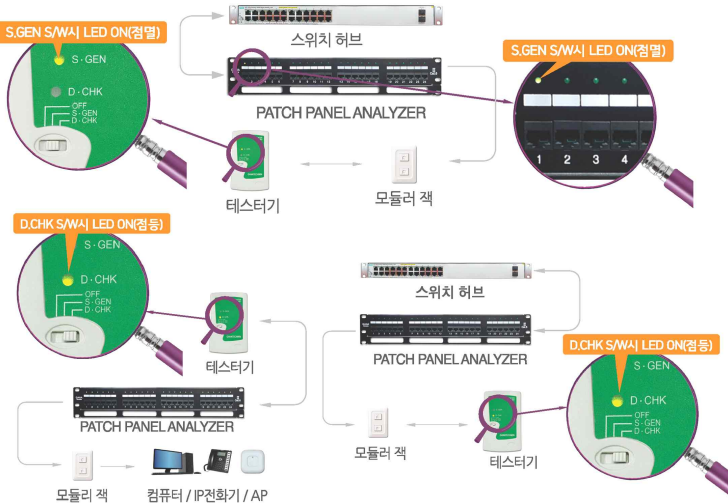 S.GEN S/W시 LED ON(점멸)
S·GEN
D·CHK
OFF
S·GEN
D·CHK
스위치 허브
PATCH PANEL ANALYZER
테스터기
모듈러 잭
S.GEN S/W시 LED ON(점멸)
1 2 3 4
D.CHK S/W시 LED ON(점등)
S·GEN
D·CHK
OFF
S·GEN
D·CHK
테스터기
PATCH PANEL ANALYZER
모듈리 잭
컴퓨터 / IP전화기 / AP
스위치 허브
PATCH PANEL ANALYZER
모듈러 잭
테스터기
D.CHK S/W시 LED ON(점등)
S·GEN
D·CHK
OFF
S·GEN
D·CHK